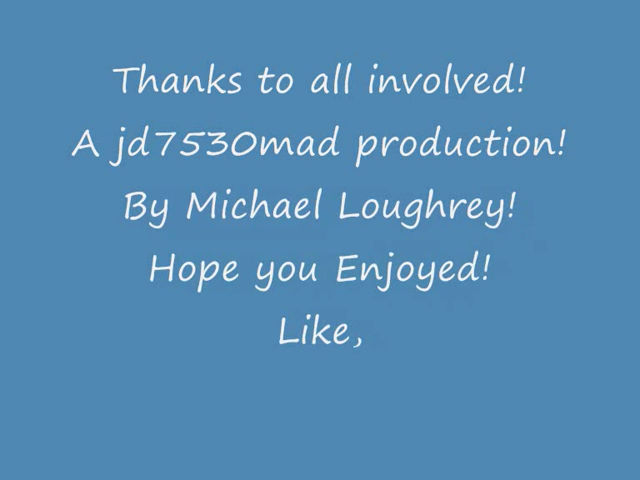 Thanks to all involved!
A jd7530mad production!
By Michael Loughrey!
Hope you Enjoyed!
Like,